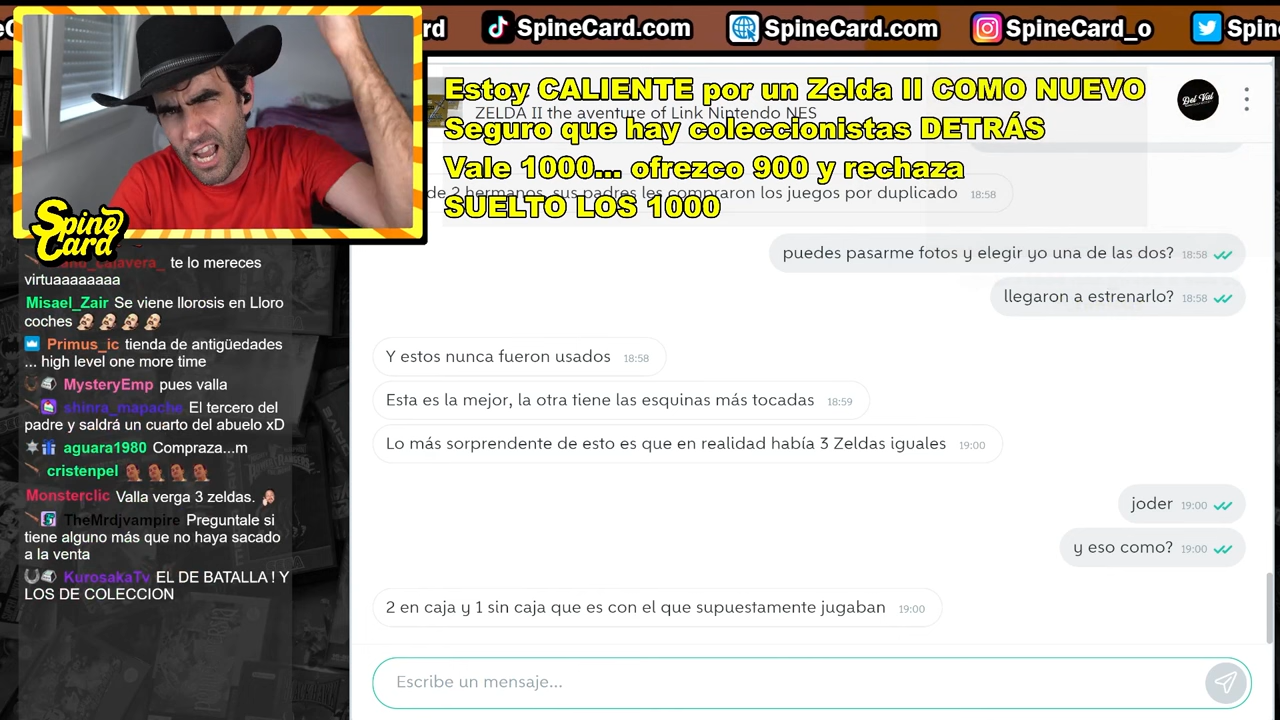 rd
SpineCard.com
SpineCard.com
SpineCard_o
Spin
Estoy CALIENTE por un Zelda II COMO NUEVO
ZELDA II the aventure of Link Nintendo NES
Del Val
Seguro que hay coleccionistas DETRÁS
Vale 1000... ofrezco 900 y rechaza
de 2 hermanos, sus padres les compraron los juegos por duplicado 18:58
SUELTO LOS 1000
Spine
Card
te lo mereces
virtuaaaaaaaa
Misael_Zair Se viene llorosis en Lloro
coches
Primus_ic tienda de antigüedades
... high level one more time
MysteryEmp pues valla
shinra_mapache El tercero del
padre y saldrá un cuarto del abuelo xD
aguara1980 Compraza...m
cristenpel
Monsterclic Valla verga 3 zeldas.
TheMrdjvampire Preguntale si
tiene alguno más que no haya sacado
a la venta
KurosakaTv EL DE BATALLA ! Y
LOS DE COLECCION
puedes pasarme fotos y elegir yo una de las dos? 18:58
llegaron a estrenarlo? 18:58
Y estos nunca fueron usados 18:58
Esta es la mejor, la otra tiene las esquinas más tocadas 18:59
Lo más sorprendente de esto es que en realidad había 3 Zeldas iguales 19:00
joder 19:00
y eso como? 19:00
2 en caja y 1 sin caja que es con el que supuestamente jugaban 19:00
Escribe un mensaje...